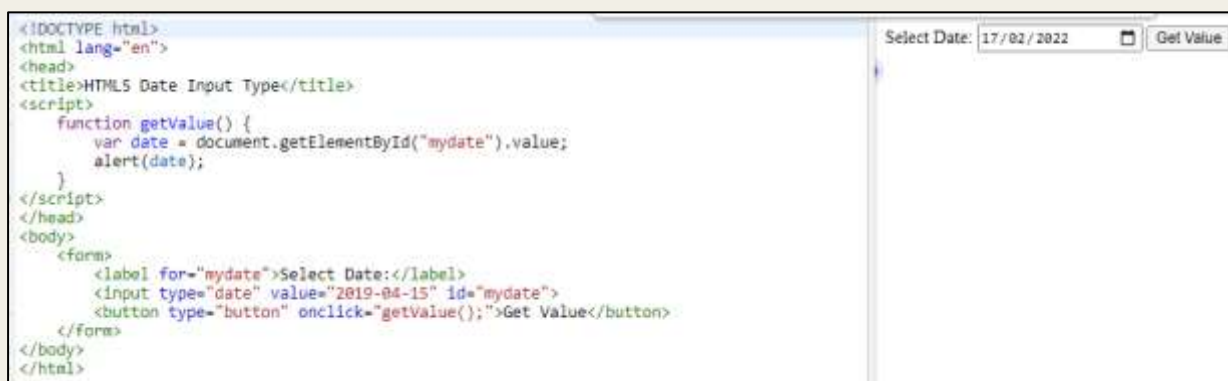 <!DOCTYPE html>
<html lang="en">
<head>
<title>HTML5 Date Input Type</title>
<script>
    function getValue() {
        var date = document.getElementById("mydate").value;
        alert(date);
    }
</script>
</head>
<body>
    <form>
        <label for="mydate">Select Date:</label>
        <input type="date" value="2019-04-15" id="mydate">
        <button type="button" onclick="getValue();">Get Value</button>
    </form>
</body>
</html>
Select Date: 17/02/2022 Get Value